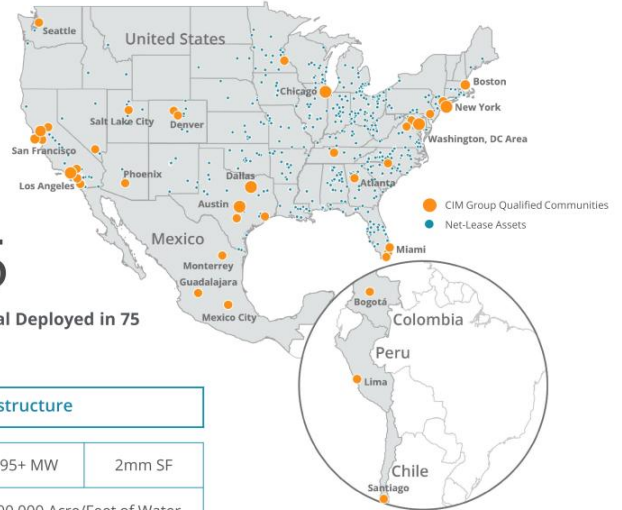 Seattle
United States
Boston
Chicago
New York
Salt Lake City
Denver
Washington, DC Area
San Francisco
Phoenix
Dallas
Los Angeles
Atlanta
Austin
CIM Group Qualified Communities
Net-Lease Assets
Mexico
Miami
Monterrey
Guadalajara
Mexico City
Bogotá
Colombia
al Deployed in 75
Peru
Lima
structure
95+ MW
2mm SF
Chile
Santiago